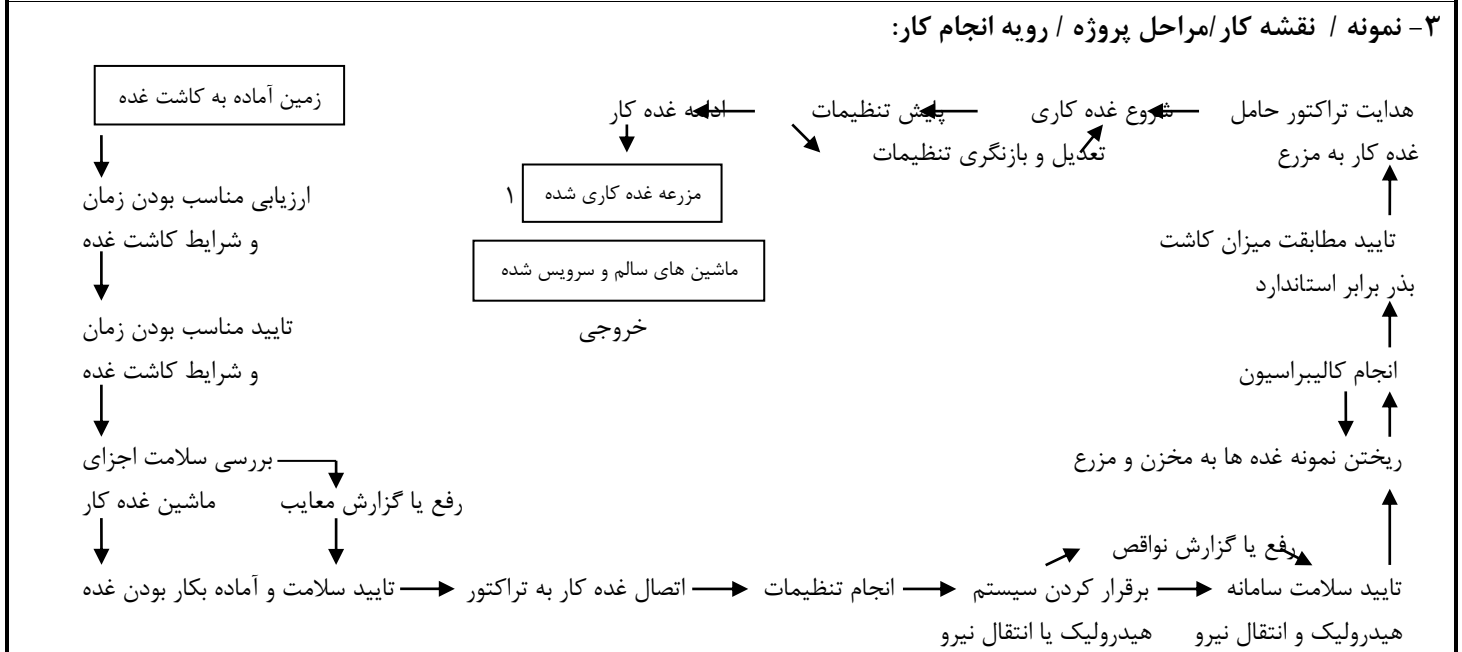 ۳- نمونه / نقشه کار/مراحل پروژه / رویه انجام کار:
زمین آماده به کاشت غده
ارزیابی مناسب بودن زمان
و شرایط کاشت غده
تایید مناسب بودن زمان
و شرایط کاشت غده
بررسی سلامت اجزای
ماشین غده کار
رفع یا گزارش معایب
تایید سلامت و آماده بکار بودن غده
اتصال غده کار به تراکتور
انجام تنظیمات
برقرار کردن سیستم
هیدرولیک یا انتقال نیرو
رفع یا گزارش نواقص
تایید سلامت سامانه
هیدرولیک و انتقال نیرو
ریختن نمونه غده ها به مخزن و مزرع
انجام کالیبراسیون
تایید مطابقت میزان کاشت
بذر برابر استاندارد
هدایت تراکتور حامل
غده کار به مزرع
شروع غده کاری
پایش تنظیمات
تعدیل و بازنگری تنظیمات
ادامه غده کار
مزرعه غده کاری شده
۱
ماشین های سالم و سرویس شده
خروجی